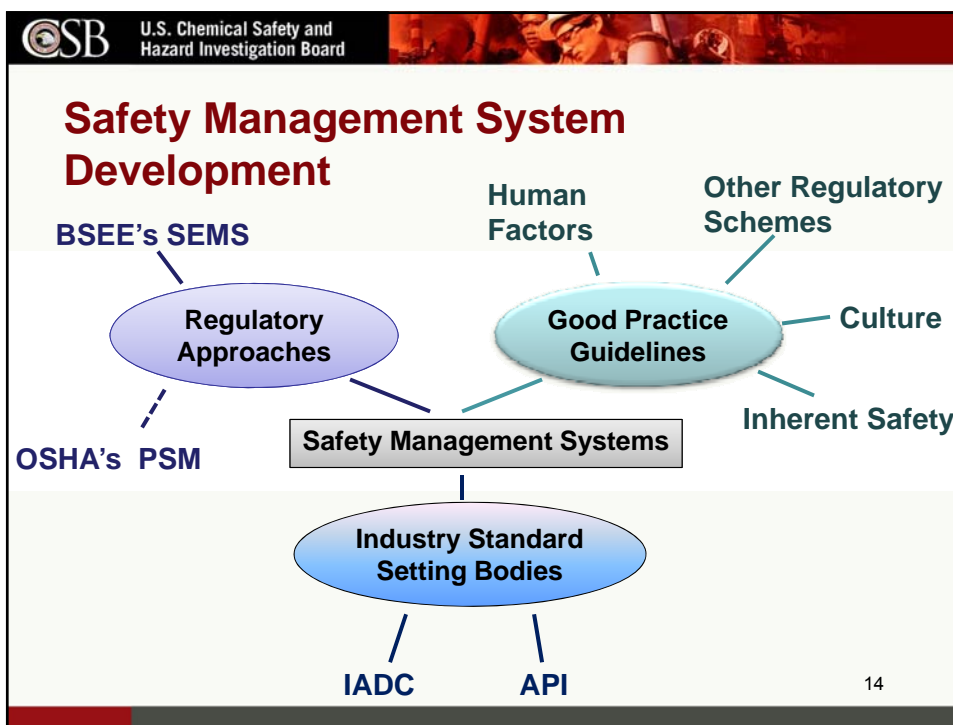 CSB U.S. Chemical Safety and
Hazard Investigation Board
Safety Management System
Development
Human
Factors
Other Regulatory
Schemes
BSEE's SEMS
Regulatory
Approaches
Good Practice
Guidelines
Culture
Inherent Safety
Safety Management Systems
OSHA's PSM
Industry Standard
Setting Bodies
IADC
API
14